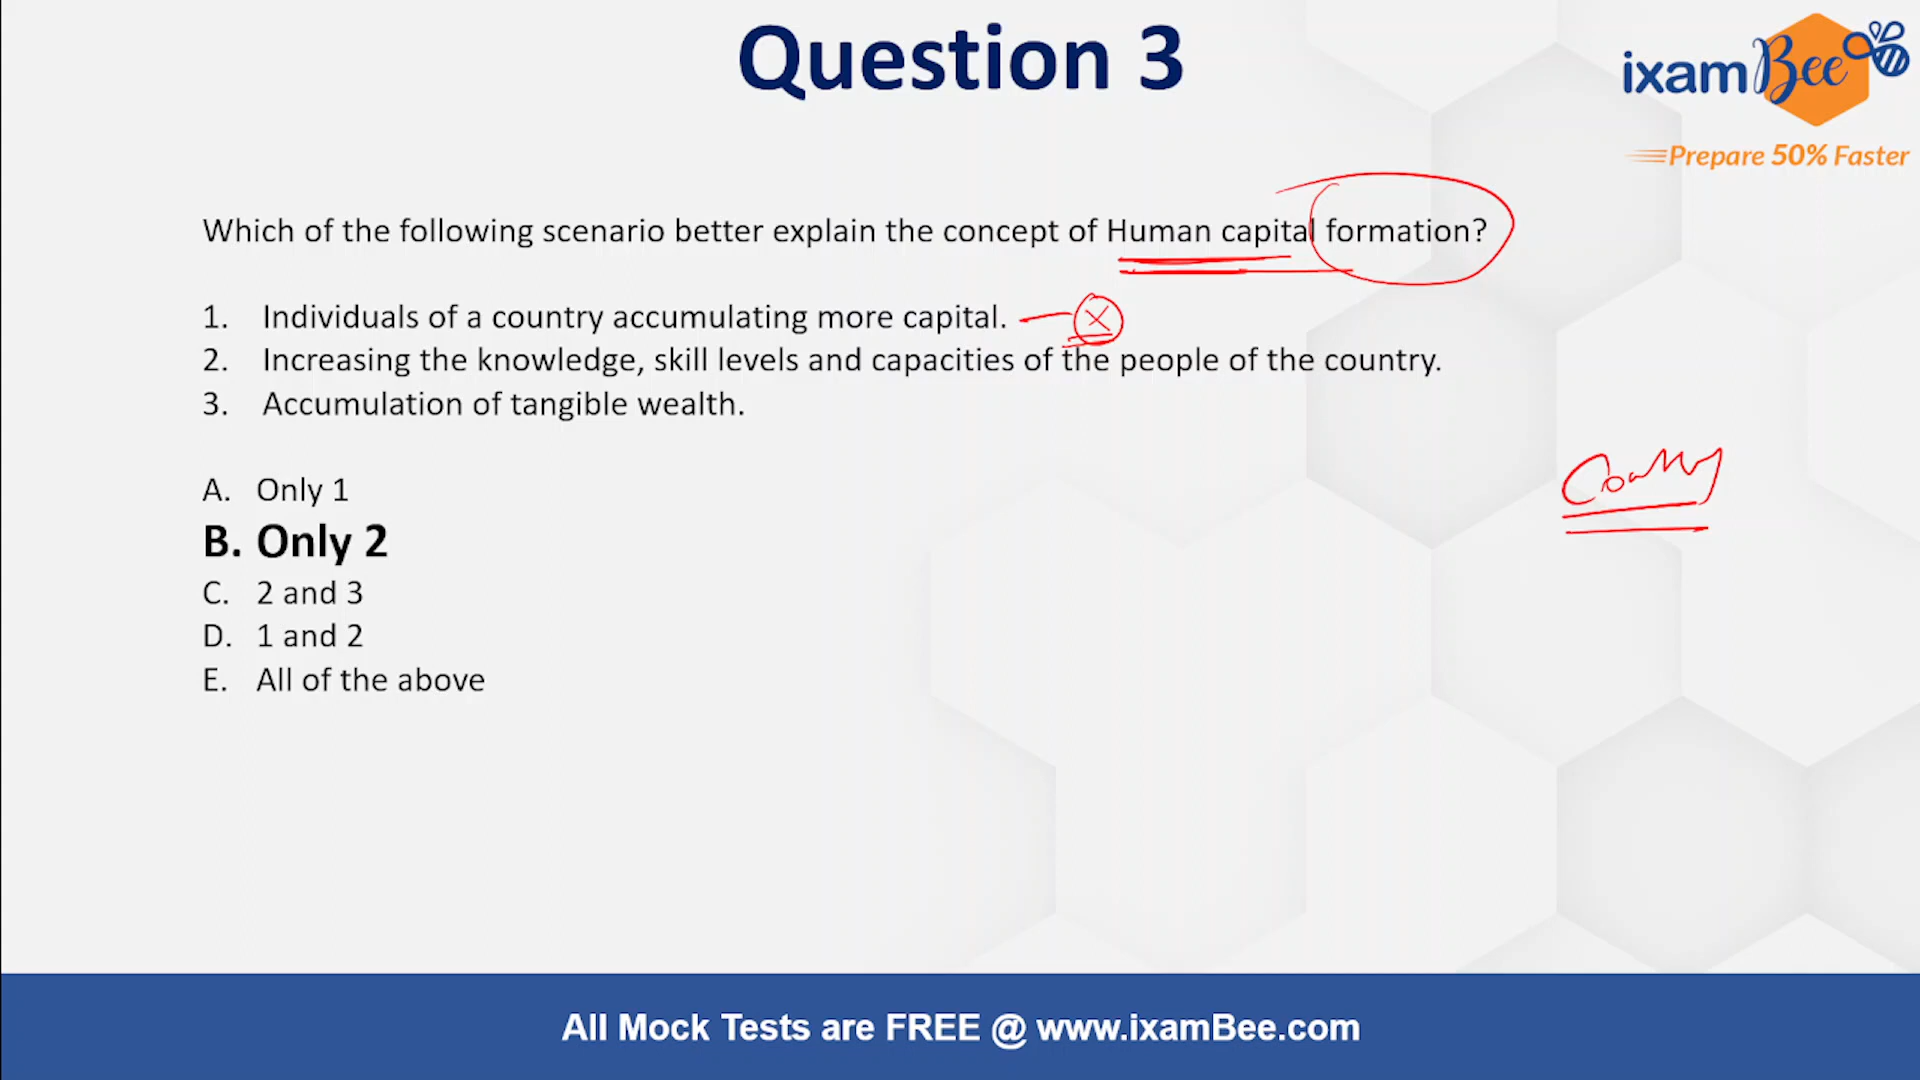 Question 3
ixamBee
Prepare 50% Faster
Which of the following scenario better explain the concept of Human capital formation?
1. Individuals of a country accumulating more capital.
2. Increasing the knowledge, skill levels and capacities of the people of the country.
3. Accumulation of tangible wealth.
A. Only 1
B. Only 2
C. 2 and 3
D. 1 and 2
E. All of the above
All Mock Tests are FREE @ www.ixamBee.com